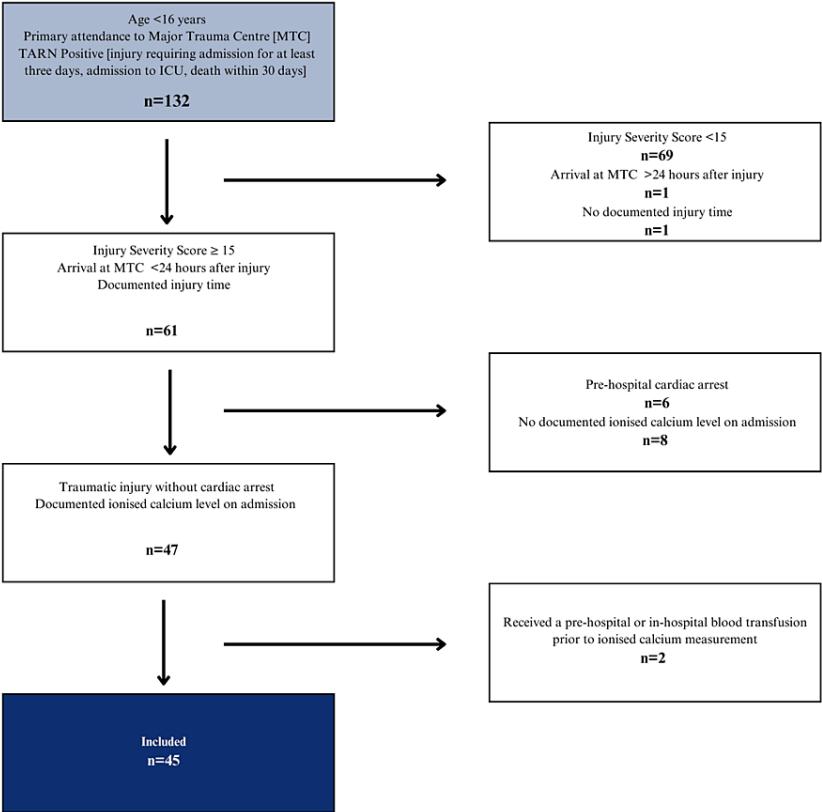 Age <16 years
Primary attendance to Major Trauma Centre [MTC]
TARN Positive [injury requiring admission for at least
three days, admission to ICU, death within 30 days]
n=132
Injury Severity Score <15
n=69
Arrival at MTC >24 hours after injury
n=1
No documented injury time
n=1
Injury Severity Score ≥ 15
Arrival at MTC <24 hours after injury
Documented injury time
n=61
Pre-hospital cardiac arrest
n=6
No documented ionised calcium level on admission
n=8
Traumatic injury without cardiac arrest
Documented ionised calcium level on admission
n=47
Received a pre-hospital or in-hospital blood transfusion
prior to ionised calcium measurement
n=2
Included
n=45